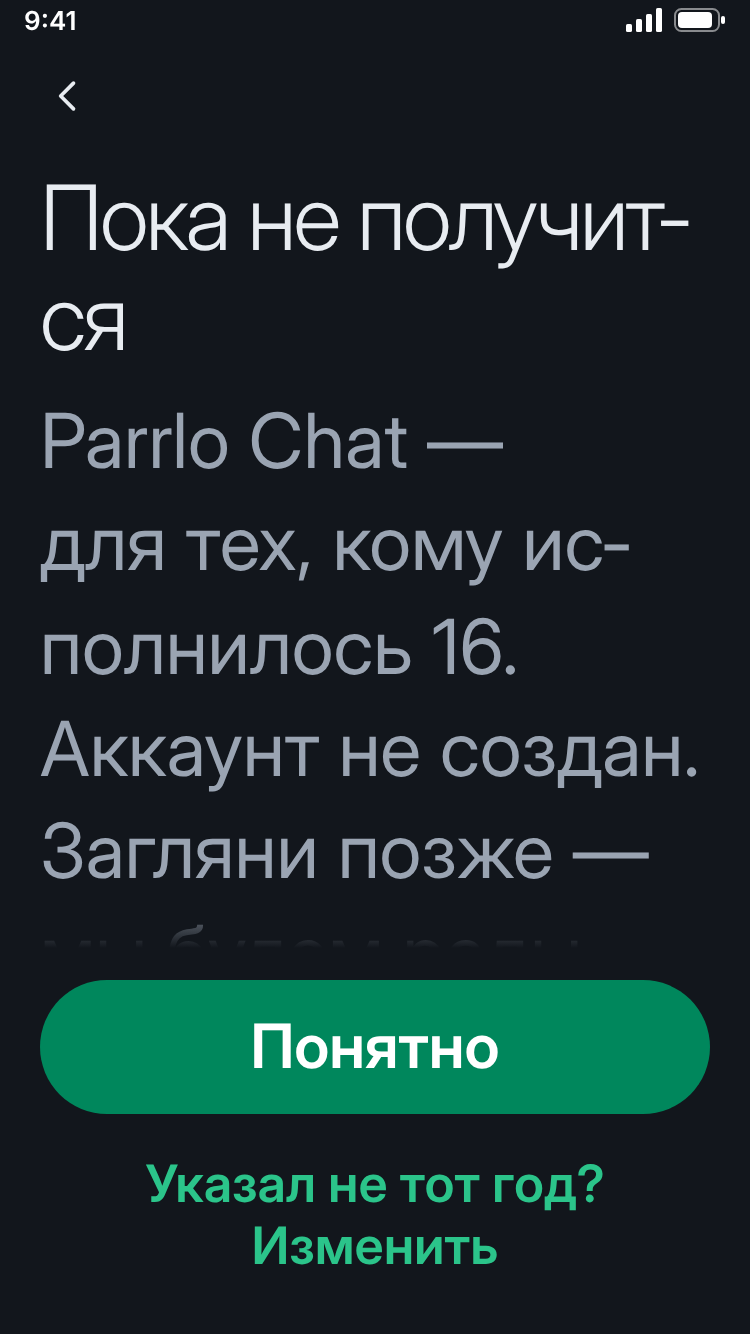 9:41
Пока не получит-
ся
Parrlo Chat —
для тех, кому ис-
полнилось 16.
Аккаунт не создан.
Загляни позже —
Понятно
Указал не тот год?
Изменить